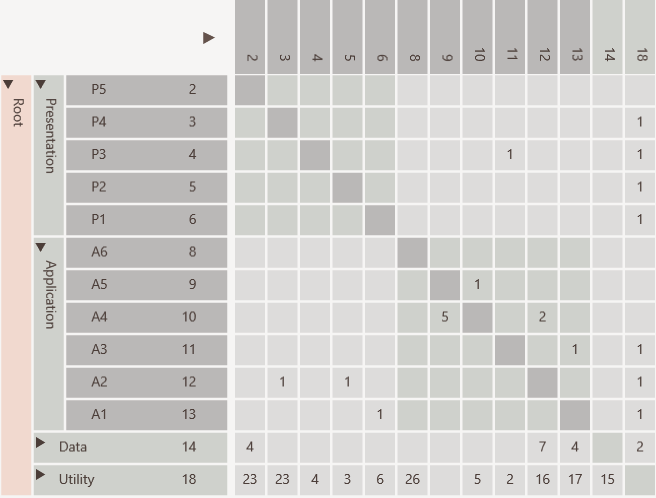 2 3 4 5 6 8 9 10 11 12 13 14 18
Root
Presentation
P5 2
P4 3 1
P3 4 1 1
P2 5 1
P1 6 1
Application
A6 8
A5 9 1
A4 10 5 2
A3 11 1 1
A2 12 1 1 1
A1 13 1 1
Data 14 4 7 4 2
Utility 18 23 23 4 3 6 26 5 2 16 17 15